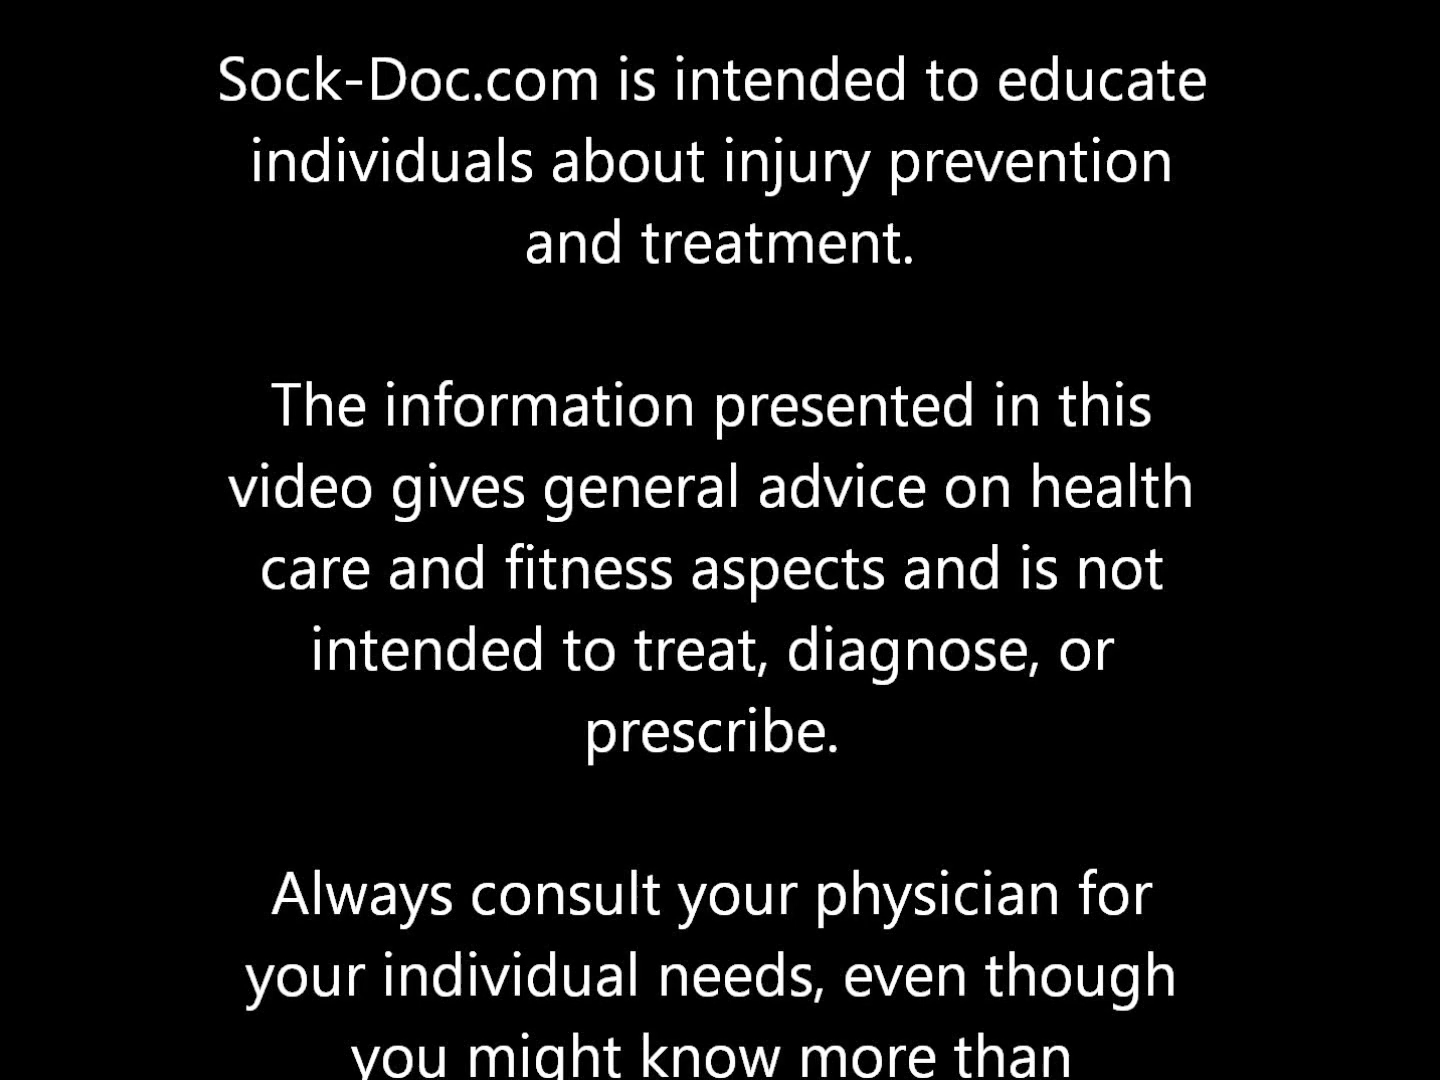 Sock-Doc.com is intended to educate
individuals about injury prevention
and treatment.
The information presented in this
video gives general advice on health
care and fitness aspects and is not
intended to treat, diagnose, or
prescribe.
Always consult your physician for
your individual needs, even though
you might know more than